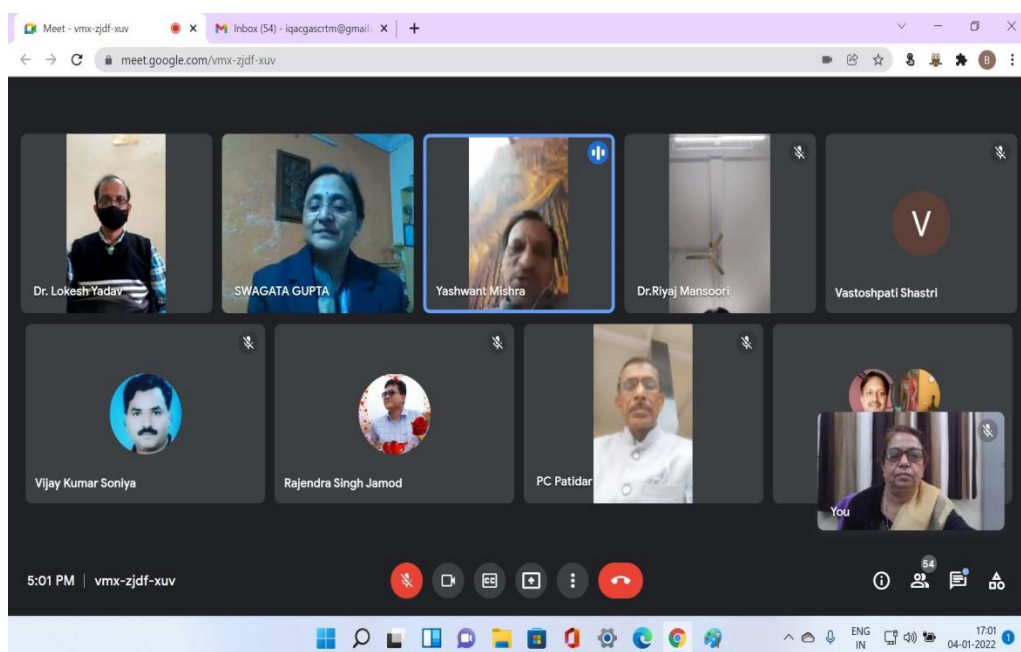 Meet - vmx-zjdf-xuv
Inbox (54) - iqacgascrtm@gmail.
meet.google.com/vmx-zjdf-xuv
B
Dr. Lokesh Yadav
SWAGATA GUPTA
Yashwant Mishra
Dr.Riyaj Mansoori
V
Vastoshpati Shastri
Vijay Kumar Soniya
Rajendra Singh Jamod
PC Patidar
You
5:01 PM | vmx-zjdf-xuv
CC
54
ENG
IN
17:01
04-01-2022
1